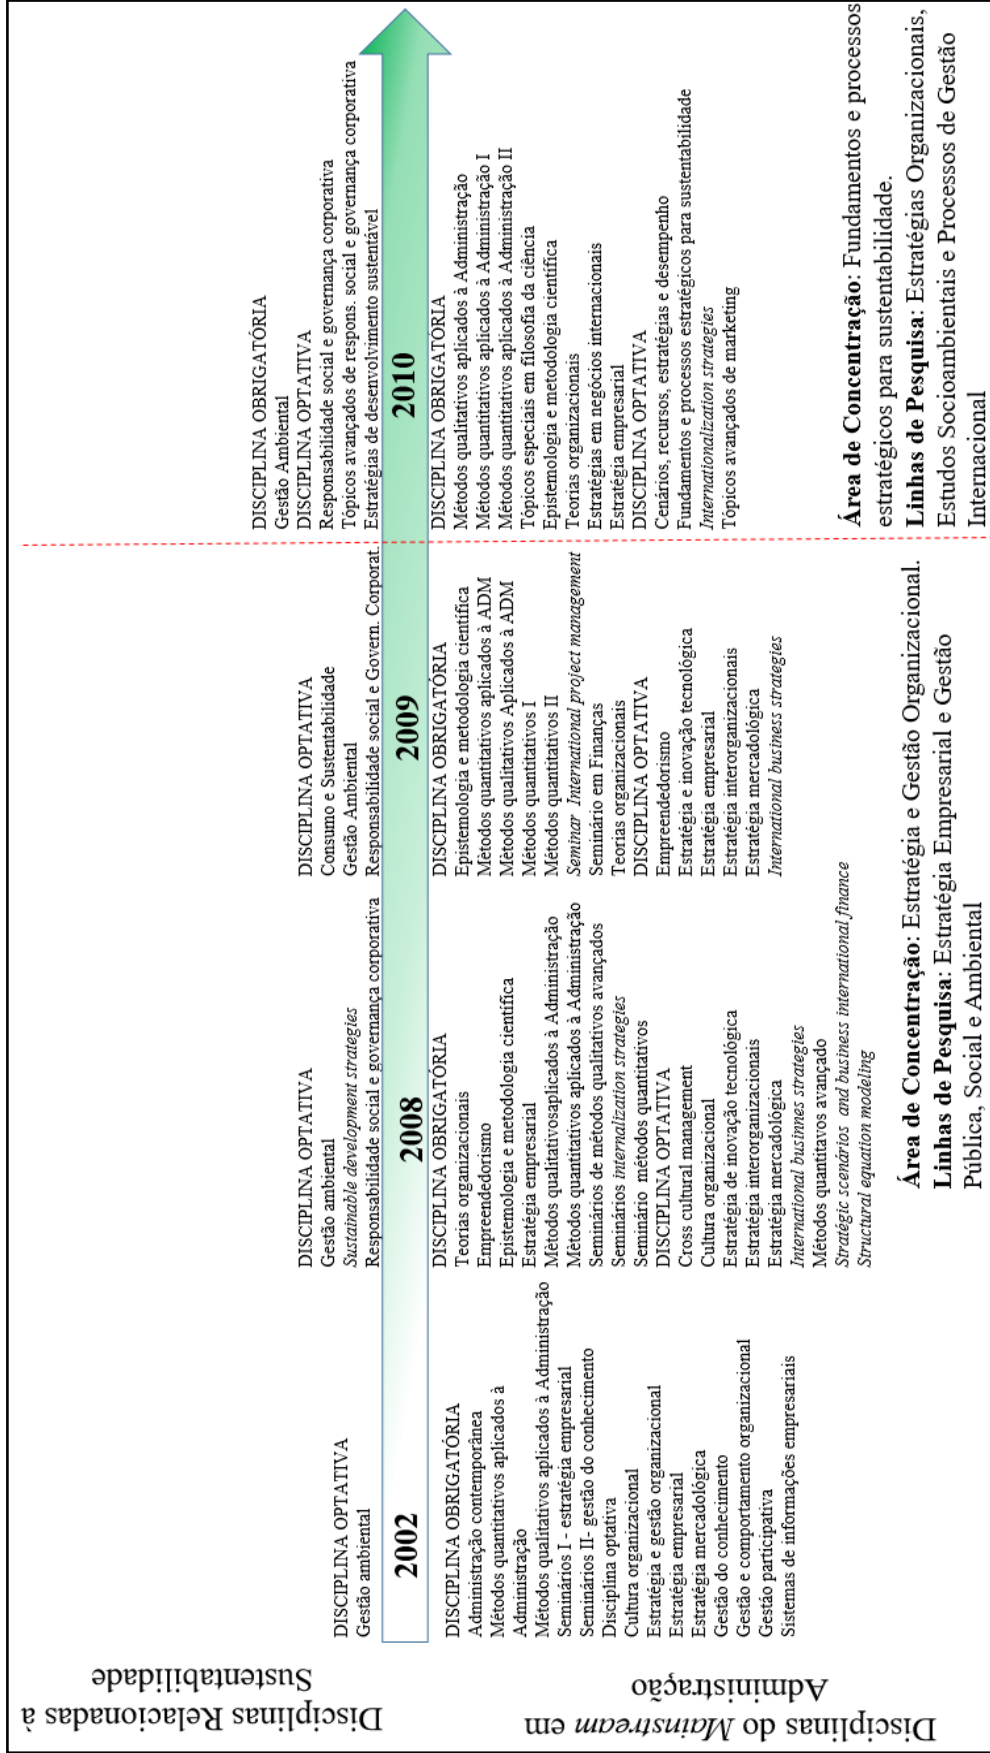 Disciplinas Relacionadas à
Sustentabilidade
DISCIPLINA OPTATIVA
Gestão ambiental
DISCIPLINA OPTATIVA
Gestão ambiental
Sustainable development strategies
Responsabilidade social e governança corporativa
DISCIPLINA OPTATIVA
Consumo e Sustentabilidade
Gestão Ambiental
Responsabilidade social e Govern. Corporat.
DISCIPLINA OBRIGATÓRIA
Gestão Ambiental
DISCIPLINA OPTATIVA
Responsabilidade social e governança corporativa
Tópicos avançados de respons. social e governança corporativa
Estratégias de desenvolvimento sustentável
2002
2008
2009
2010
Disciplinas do Mainstream em
Administração
DISCIPLINA OBRIGATÓRIA
Administração contemporânea
Métodos quantitativos aplicados à
Administração
Métodos qualitativos aplicados à Administração
Seminários I - estratégia empresarial
Seminários II- gestão do conhecimento
Disciplina optativa
Cultura organizacional
Estratégia e gestão organizacional
Estratégia empresarial
Estratégia mercadológica
Gestão do conhecimento
Gestão e comportamento organizacional
Gestão participativa
Sistemas de informações empresariais
DISCIPLINA OBRIGATÓRIA
Teorias organizacionais
Empreendedorismo
Epistemologia e metodologia científica
Estratégia empresarial
Métodos qualitativosaplicados à Administração
Métodos quantitativos aplicados à Administração
Seminários de métodos qualitativos avançados
Seminários internalization strategies
Seminário métodos quantitativos
DISCIPLINA OPTATIVA
Cross cultural management
Cultura organizacional
Estratégia de inovação tecnológica
Estratégia interorganizacionais
Estratégia mercadológica
International businnes strategies
Métodos quantitavos avançado
Stratégic scenários and business international finance
Structural equation modeling
DISCIPLINA OBRIGATÓRIA
Epistemologia e metodologia científica
Métodos quantitativos aplicados à ADM
Métodos qualitativos Aplicados à ADM
Métodos quantitativos I
Métodos quantitativos II
Seminar International project management
Seminário em Finanças
Teorias organizacionais
DISCIPLINA OPTATIVA
Empreendedorismo
Estratégia e inovação tecnológica
Estratégia empresarial
Estratégia interorganizacionais
Estratégia mercadológica
International business strategies
DISCIPLINA OBRIGATÓRIA
Métodos qualitativos aplicados à Administração
Métodos quantitativos aplicados à Administração I
Métodos quantitativos aplicados à Administração II
Tópicos especiais em filosofia da ciência
Epistemologia e metodologia científica
Teorias organizacionais
Estratégias em negócios internacionais
Estratégia empresarial
DISCIPLINA OPTATIVA
Cenários, recursos, estratégias e desempenho
Fundamentos e processos estratégicos para sustentabilidade
Internationalization strategies
Tópicos avançados de marketing
Área de Concentração: Estratégia e Gestão Organizacional.
Linhas de Pesquisa: Estratégia Empresarial e Gestão
Pública, Social e Ambiental
Área de Concentração: Fundamentos e processos
estratégicos para sustentabilidade.
Linhas de Pesquisa: Estratégias Organizacionais,
Estudos Socioambientais e Processos de Gestão
Internacional